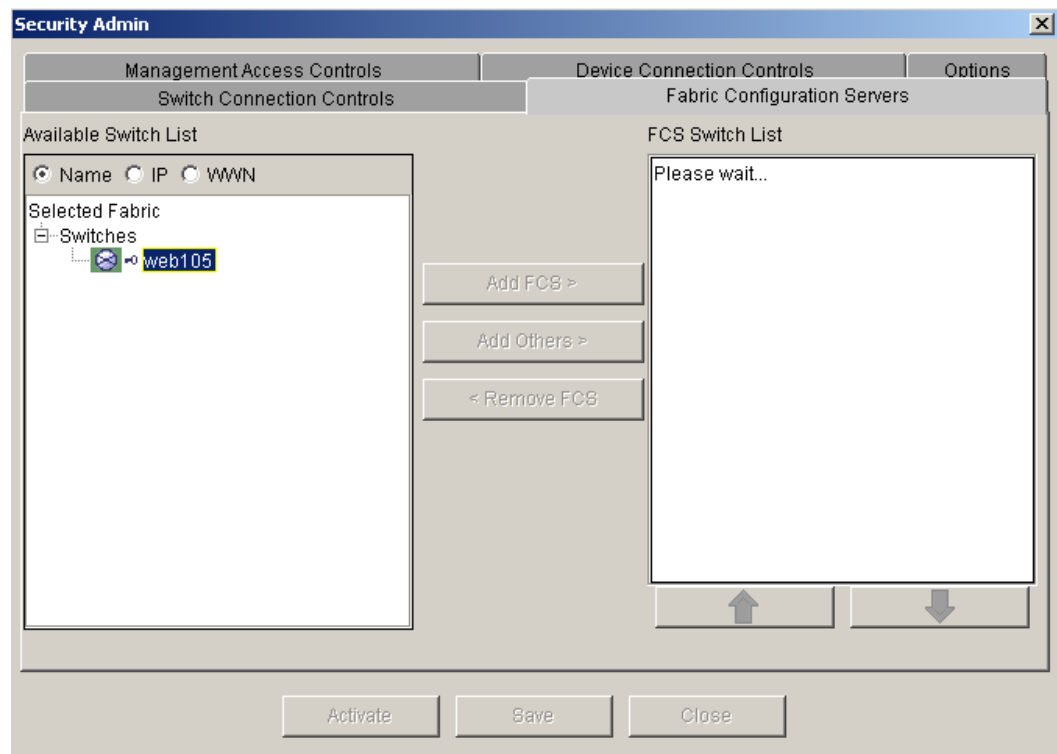 Security Admin
Management Access Controls
Device Connection Controls
Options
Switch Connection Controls
Fabric Configuration Servers
Available Switch List
FCS Switch List
Name
IP
WWN
Please wait...
Selected Fabric
Switches
web105
Add FCS >
Add Others >
< Remove FCS
Activate
Save
Close